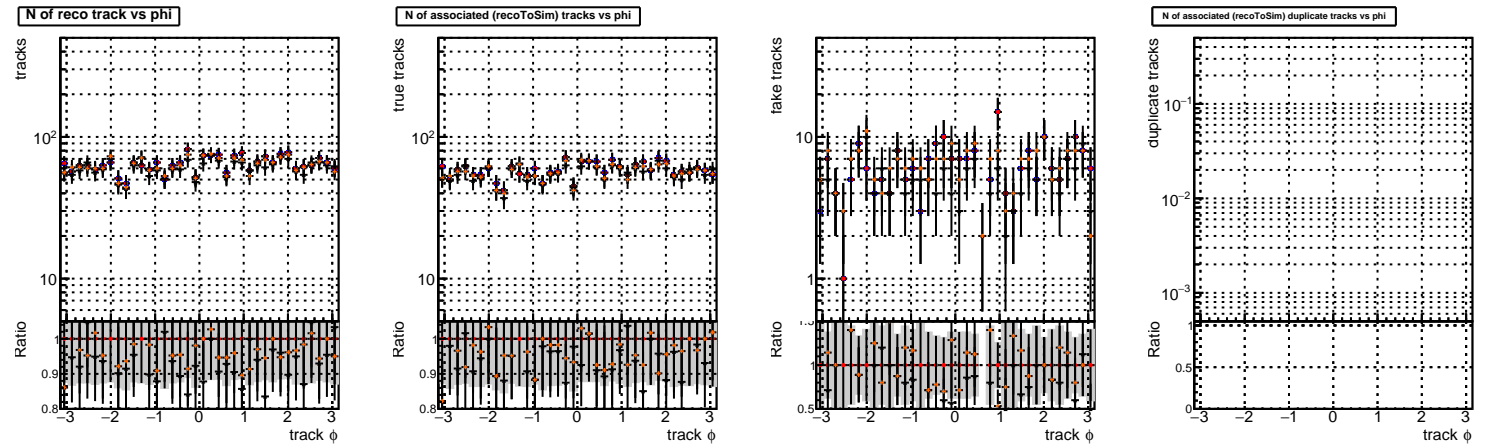 N of reco track vs phi
tracks
10²
10
Ratio
1
0.9
0.8
−3 −2 −1 0 1 2 3
track ϕ
N of associated (recoToSim) tracks vs phi
true tracks
10²
10
Ratio
1
0.9
0.8
−3 −2 −1 0 1 2 3
track ϕ
fake tracks
10
1
Ratio
1.5
1
0.5
−3 −2 −1 0 1 2 3
track ϕ
N of associated (recoToSim) duplicate tracks vs phi
duplicate tracks
10⁻¹
10⁻²
10⁻³
Ratio
1
0.5
0
−3 −2 −1 0 1 2 3
track ϕ